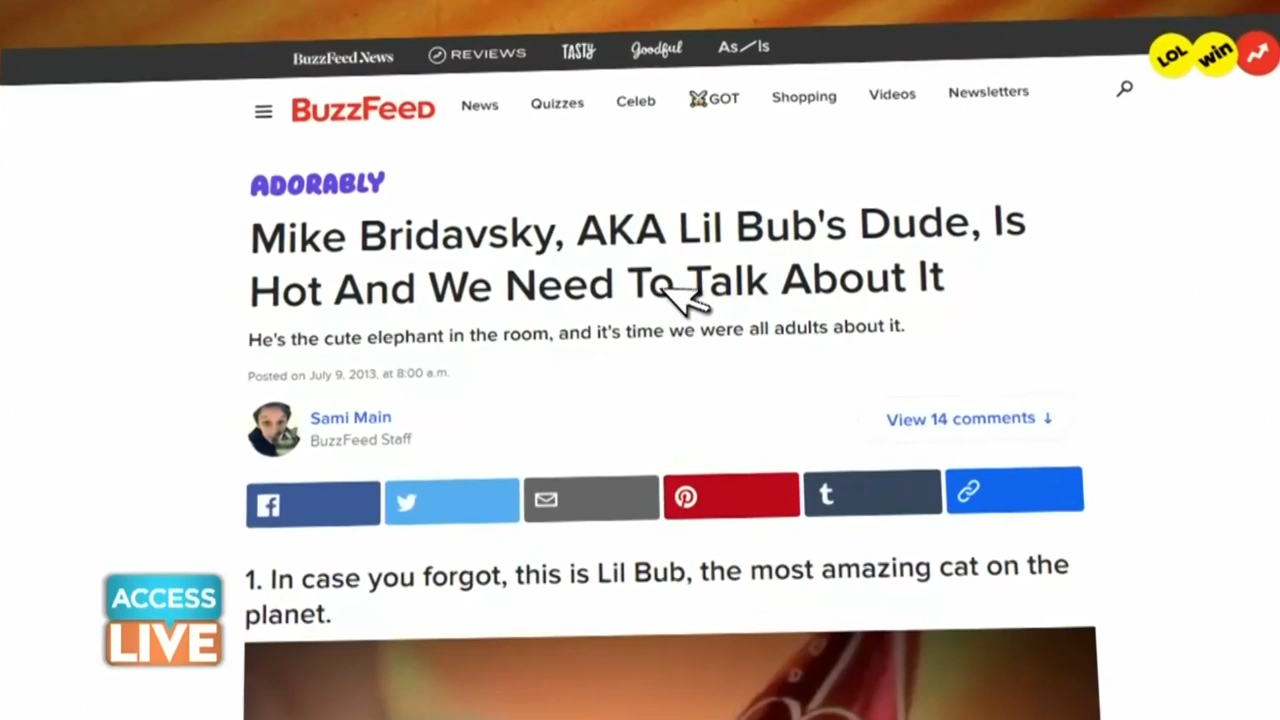 BuzzFeed News REVIEWS TASTY Goodful As/Is
LOL win
BuzzFeed News Quizzes Celeb GOT Shopping Videos Newsletters
ADORABLY
Mike Bridavsky, AKA Lil Bub's Dude, Is
Hot And We Need To Talk About It
He's the cute elephant in the room, and it's time we were all adults about it.
Posted on July 9, 2013, at 8:00 a.m.
Sami Main
BuzzFeed Staff
View 14 comments ↓
1. In case you forgot, this is Lil Bub, the most amazing cat on the
planet.
ACCESS
LIVE